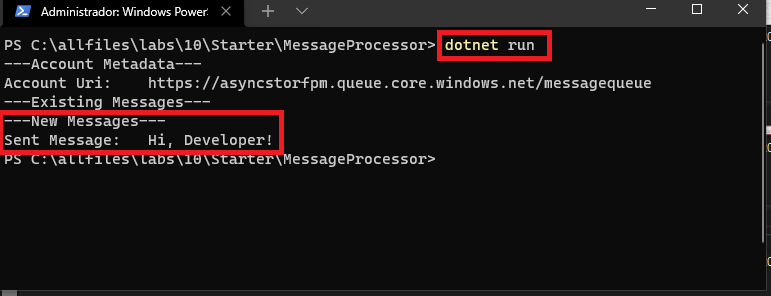 Administrador: Windows Power
PS C:\allfiles\labs\10\Starter\MessageProcessor> dotnet run
---Account Metadata---
Account Uri:    https://asyncstorfpm.queue.core.windows.net/messagequeue
---Existing Messages---
---New Messages---
Sent Message:   Hi, Developer!
PS C:\allfiles\labs\10\Starter\MessageProcessor>